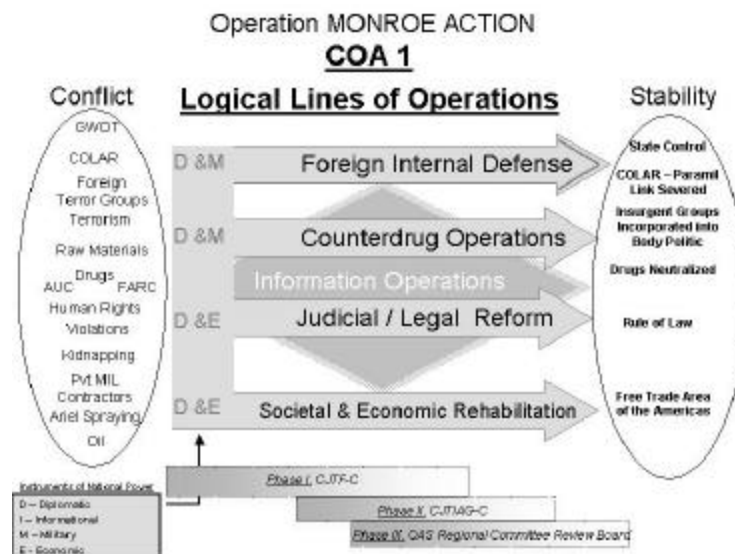 Operation MONROE ACTION
COA 1
Logical Lines of Operations
Conflict
GWOT
COLAR
Foreign
Terror Groups
Terrorism
Raw Materials
Drugs
AUC FARC
Human Rights
Violations
Kidnapping
Pvt MIL
Contractors
Ariel Spraying
Oil
D &M Foreign Internal Defense
D &M Counterdrug Operations
Information Operations
D &E Judicial / Legal Reform
D &E Societal & Economic Rehabilitation
Stability
State Control
COLAR – Paramil
Link Severed
Insurgent Groups
Incorporated into
Body Politic
Drugs Neutralized
Rule of Law
Free Trade Area
of the Americas
Instruments of National Power
D – Diplomatic
I – Informational
M – Military
E – Economic
Phase I, CJTF-C
Phase II, CJTIAG-C
Phase III, OAS Regional Committee Review Board